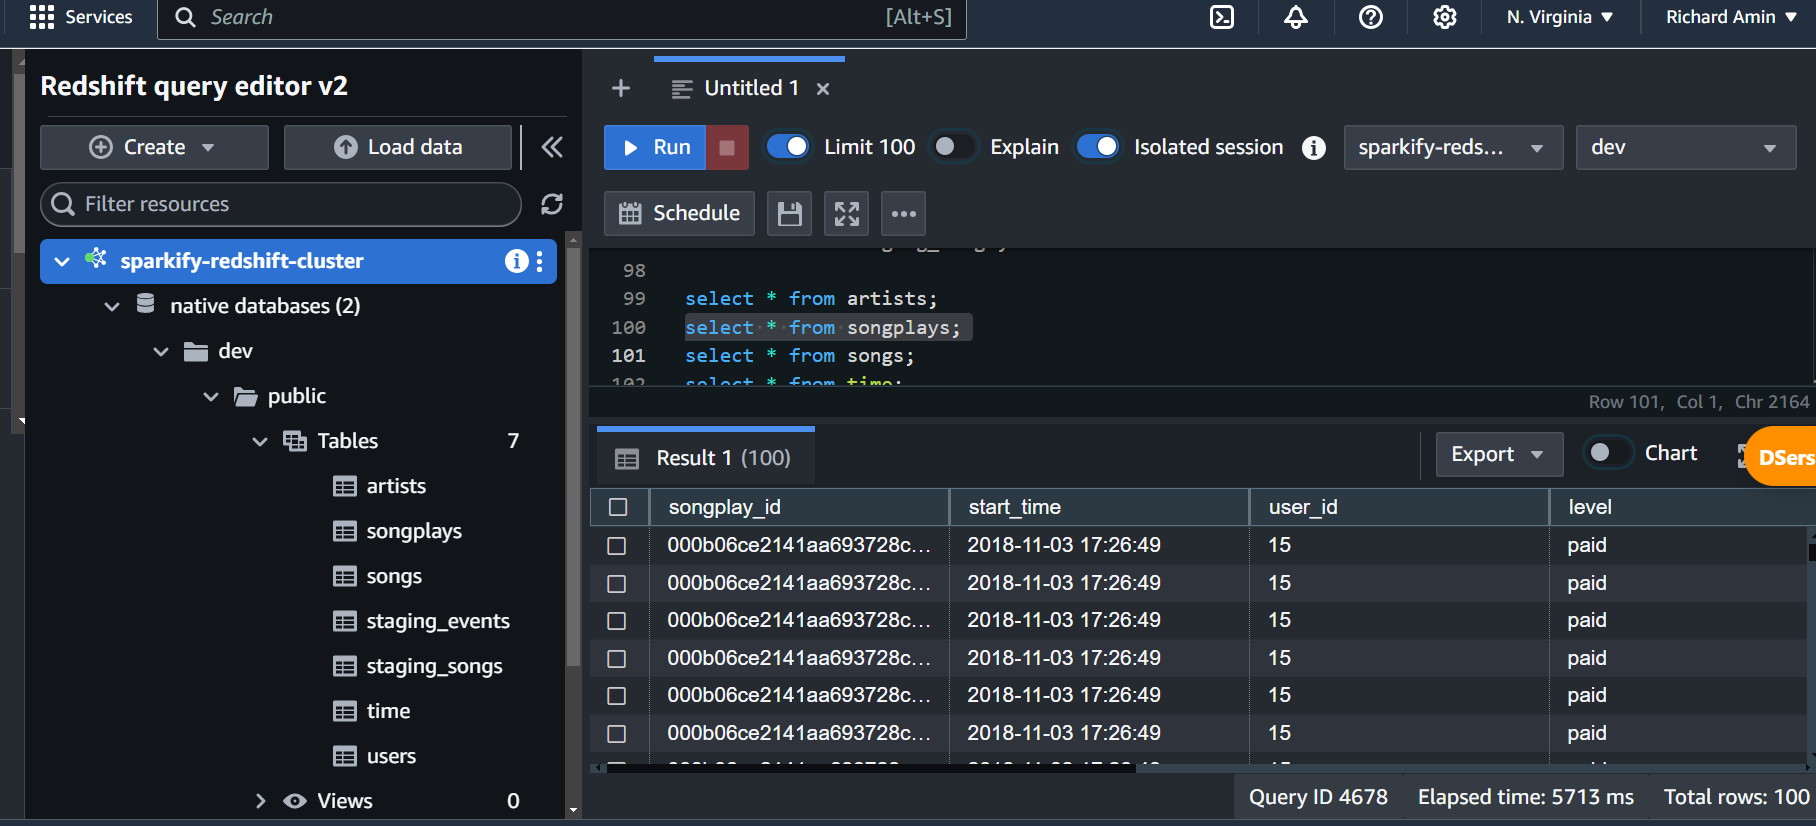 Services
Search
[Alt+S]
N. Virginia
Richard Amin
Redshift query editor v2
Create
Load data
Filter resources
sparkify-redshift-cluster
native databases (2)
dev
public
Tables 7
artists
songplays
songs
staging_events
staging_songs
time
users
Views 0
Untitled 1
Run
Limit 100
Explain
Isolated session
sparkify-reds...
dev
Schedule
98
99 select * from artists;
100 select * from songplays;
101 select * from songs;
102 select * from time;
Row 101, Col 1, Chr 2164
Result 1 (100)
Export
Chart
DSers
songplay_id start_time user_id level
000b06ce2141aa693728c... 2018-11-03 17:26:49 15 paid
000b06ce2141aa693728c... 2018-11-03 17:26:49 15 paid
000b06ce2141aa693728c... 2018-11-03 17:26:49 15 paid
000b06ce2141aa693728c... 2018-11-03 17:26:49 15 paid
000b06ce2141aa693728c... 2018-11-03 17:26:49 15 paid
000b06ce2141aa693728c... 2018-11-03 17:26:49 15 paid
Query ID 4678 Elapsed time: 5713 ms Total rows: 100